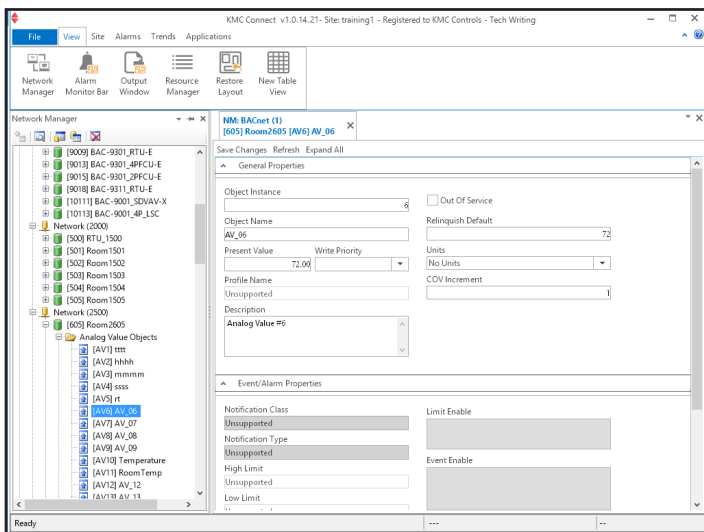 KMC Connect v1.0.14.21- Site: training1 - Registered to KMC Controls - Tech Writing
File View Site Alarms Trends Applications
Network Manager
Alarm Monitor Bar
Output Window
Resource Manager
Restore Layout
New Table View
Network Manager
[9009] BAC-9301_RTU-E
[9013] BAC-9301_4PFCU-E
[9015] BAC-9301_2PFCU-E
[9018] BAC-9311_RTU-E
[10111] BAC-9001_SDVAV-X
[10113] BAC-9001_4P_LSC
Network (2000)
[500] RTU_1500
[501] Room1501
[502] Room1502
[503] Room1503
[504] Room1504
[505] Room1505
Network (2500)
[605] Room2605
Analog Value Objects
[AV1] tttt
[AV2] hhhh
[AV3] mmmm
[AV4] ssss
[AV5] rt
[AV6] AV_06
[AV7] AV_07
[AV8] AV_08
[AV9] AV_09
[AV10] Temperature
[AV11] RoomTemp
[AV12] AV_12
[AV13] AV_13
NM: BACnet (1)
[605] Room2605 [AV6] AV_06
Save Changes Refresh Expand All
General Properties
Object Instance
6
Out Of Service
Object Name
AV_06
Relinquish Default
72
Present Value Write Priority
72.00
Units
No Units
Profile Name
Unsupported
COV Increment
1
Description
Analog Value #6
Event/Alarm Properties
Notification Class
Unsupported
Limit Enable
Notification Type
Unsupported
High Limit
Unsupported
Event Enable
Low Limit
Unsupported
Ready --- --